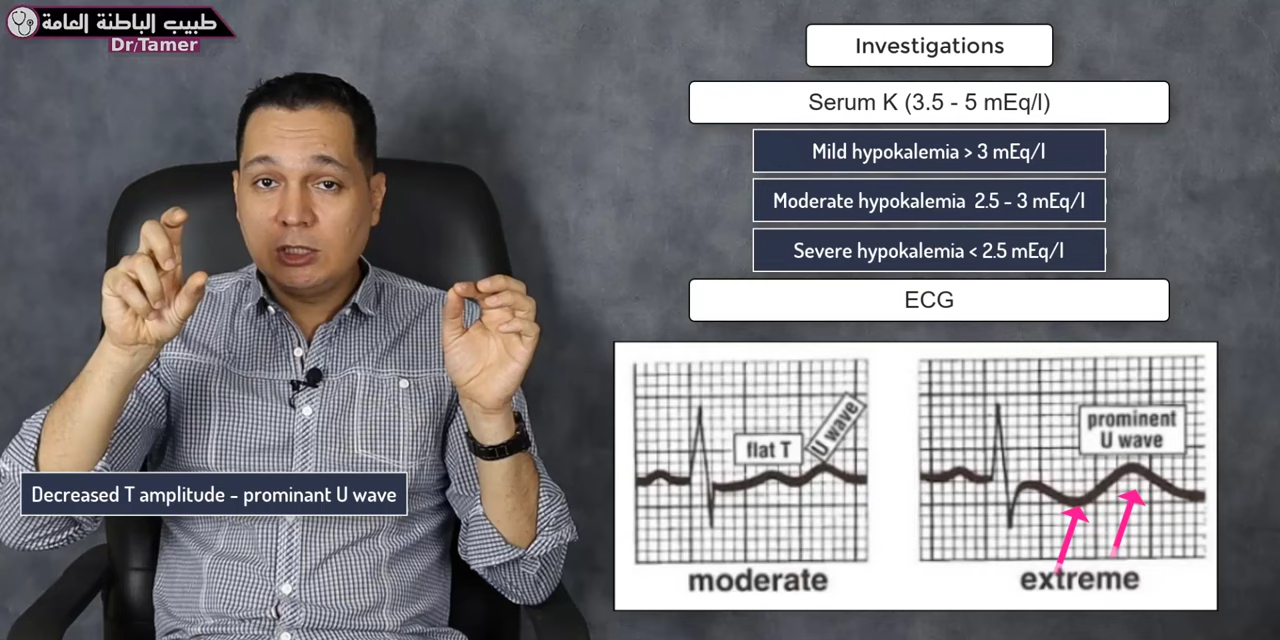 طبيب الباطنة العامة
Dr/Tamer
Investigations
Serum K (3.5 - 5 mEq/l)
Mild hypokalemia > 3 mEq/l
Moderate hypokalemia 2.5 - 3 mEq/l
Severe hypokalemia < 2.5 mEq/l
ECG
flat T
U wave
moderate
prominent
U wave
extreme
Decreased T amplitude - prominant U wave